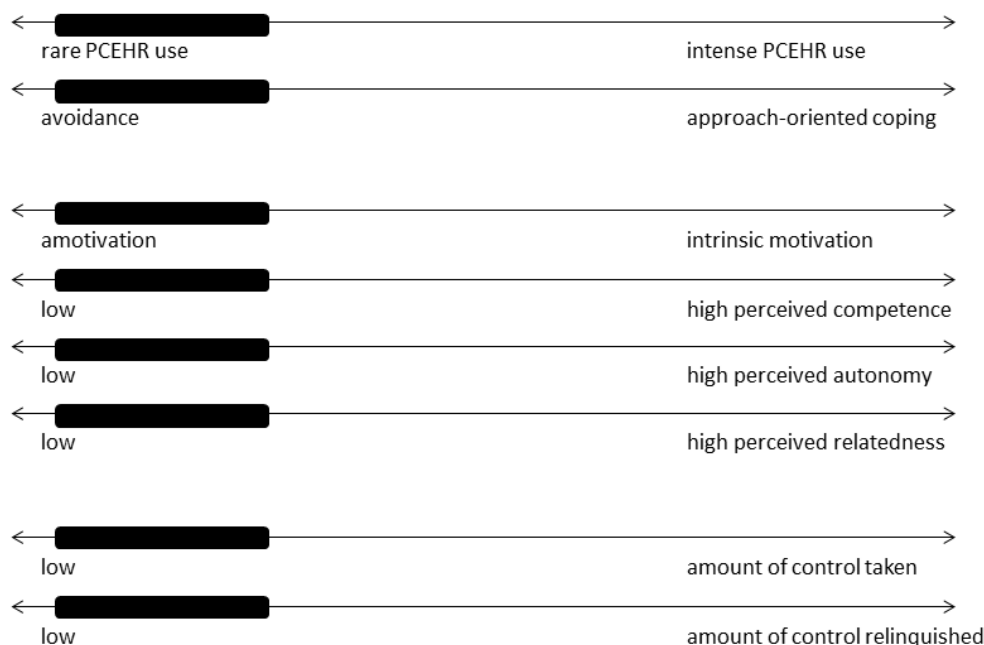 rare PCEHR use intense PCEHR use
avoidance approach-oriented coping
amotivation intrinsic motivation
low high perceived competence
low high perceived autonomy
low high perceived relatedness
low amount of control taken
low amount of control relinquished